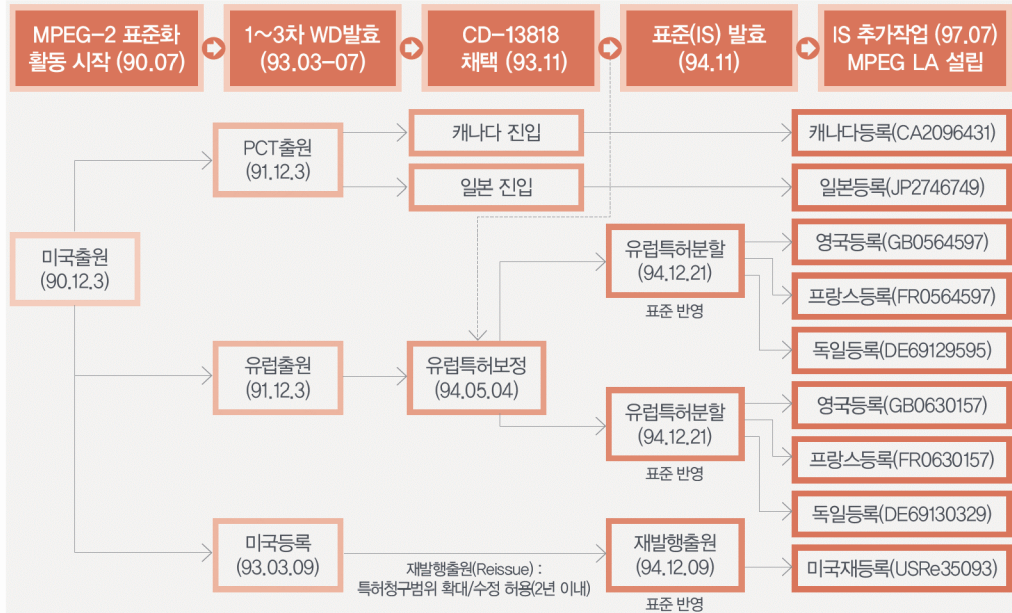 MPEG-2 표준화
활동 시작 (90.07)
1~3차 WD발효
(93.03-07)
CD-13818
채택 (93.11)
표준(IS) 발효
(94.11)
IS 추가작업 (97.07)
MPEG LA 설립
PCT출원
(91.12.3)
캐나다 진입
캐나다등록(CA2096431)
일본 진입
일본등록(JP2746749)
미국출원
(90.12.3)
유럽특허분할
(94.12.21)
표준 반영
영국등록(GB0564597)
프랑스등록(FR0564597)
독일등록(DE69129595)
유럽출원
(91.12.3)
유럽특허보정
(94.05.04)
유럽특허분할
(94.12.21)
표준 반영
영국등록(GB0630157)
프랑스등록(FR0630157)
독일등록(DE69130329)
미국등록
(93.03.09)
재발행출원(Reissue) :
특허청구범위 확대/수정 허용(2년 이내)
재발행출원
(94.12.09)
표준 반영
미국재등록(USRe35093)